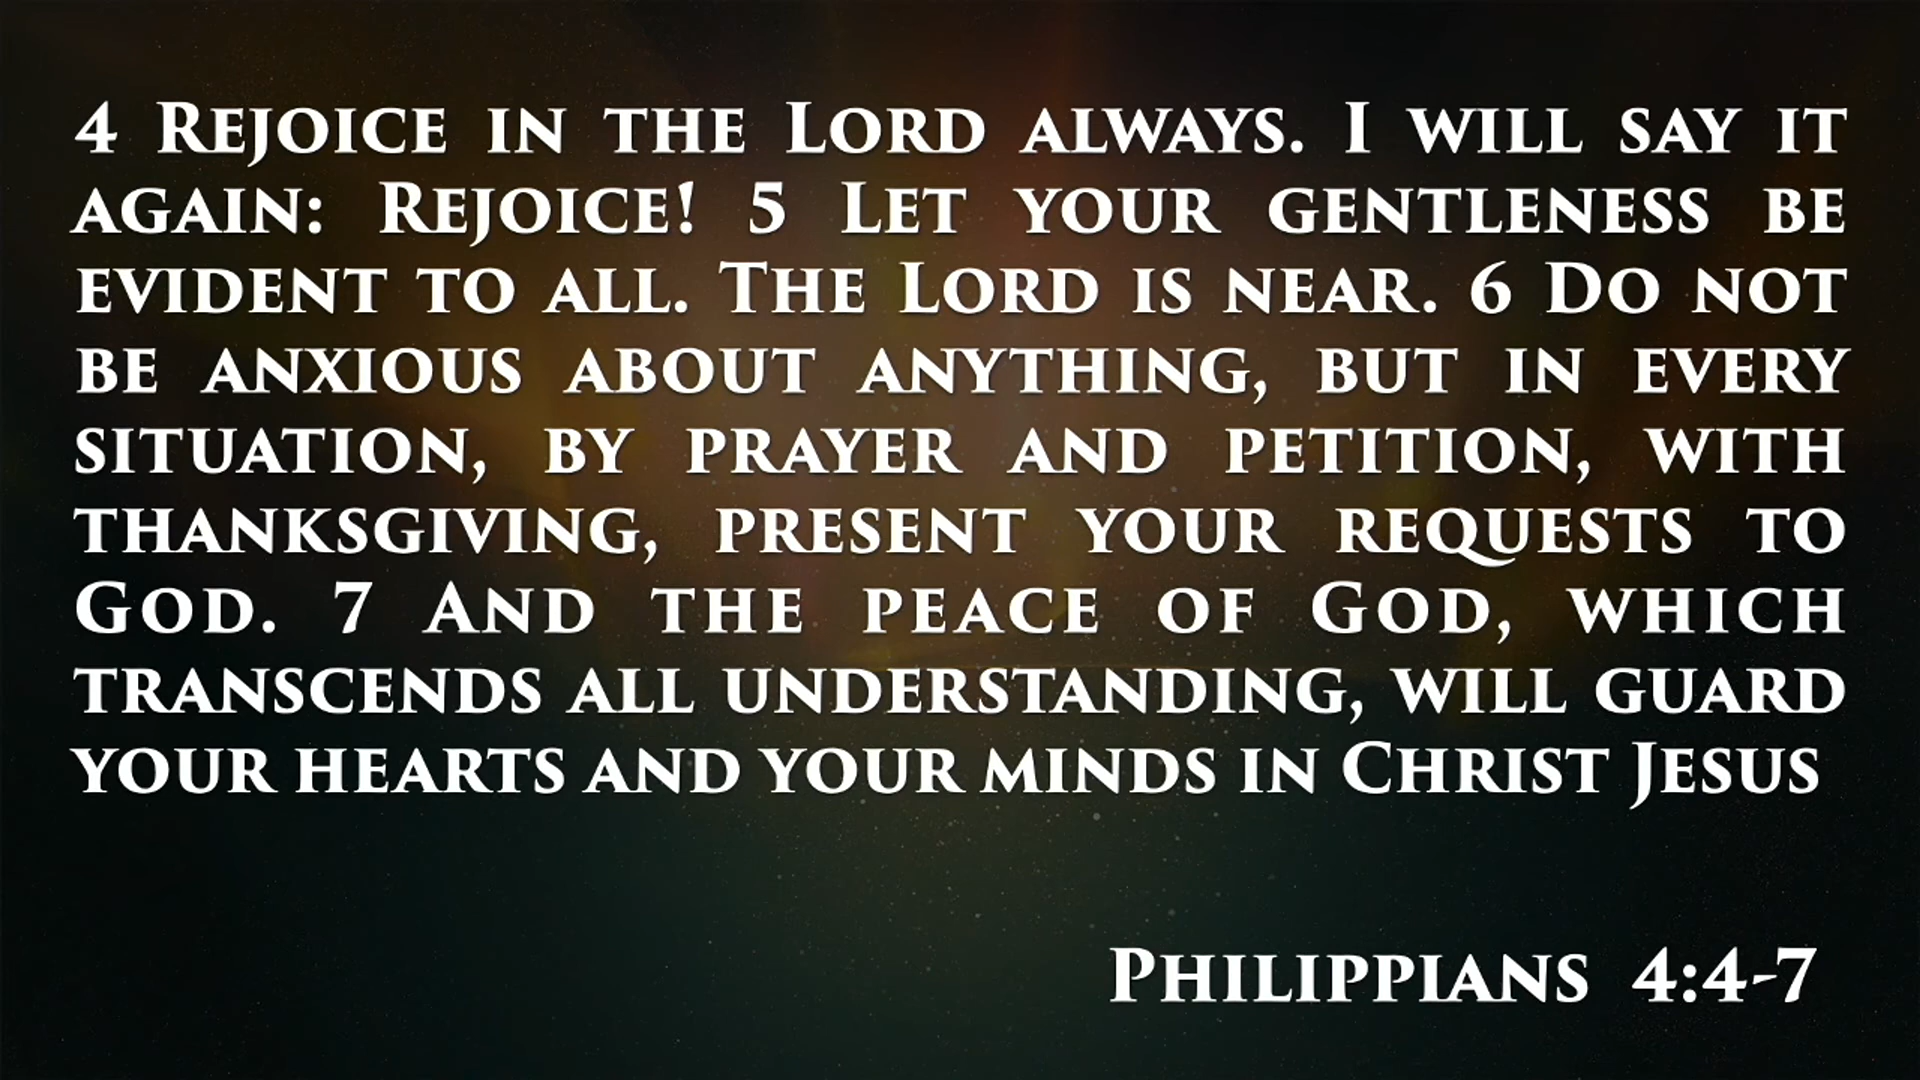 4 Rejoice in the Lord always. I will say it
again: Rejoice! 5 Let your gentleness be
evident to all. The Lord is near. 6 Do not
be anxious about anything, but in every
situation, by prayer and petition, with
thanksgiving, present your requests to
God. 7 And the peace of God, which
transcends all understanding, will guard
your hearts and your minds in Christ Jesus
Philippians 4:4-7